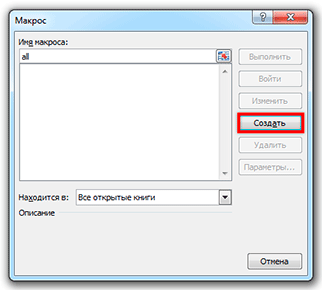 Макрос
Имя макроса:
all
Выполнить
Войти
Изменить
Создать
Удалить
Параметры...
Находится в:
Все открытые книги
Описание
Отмена